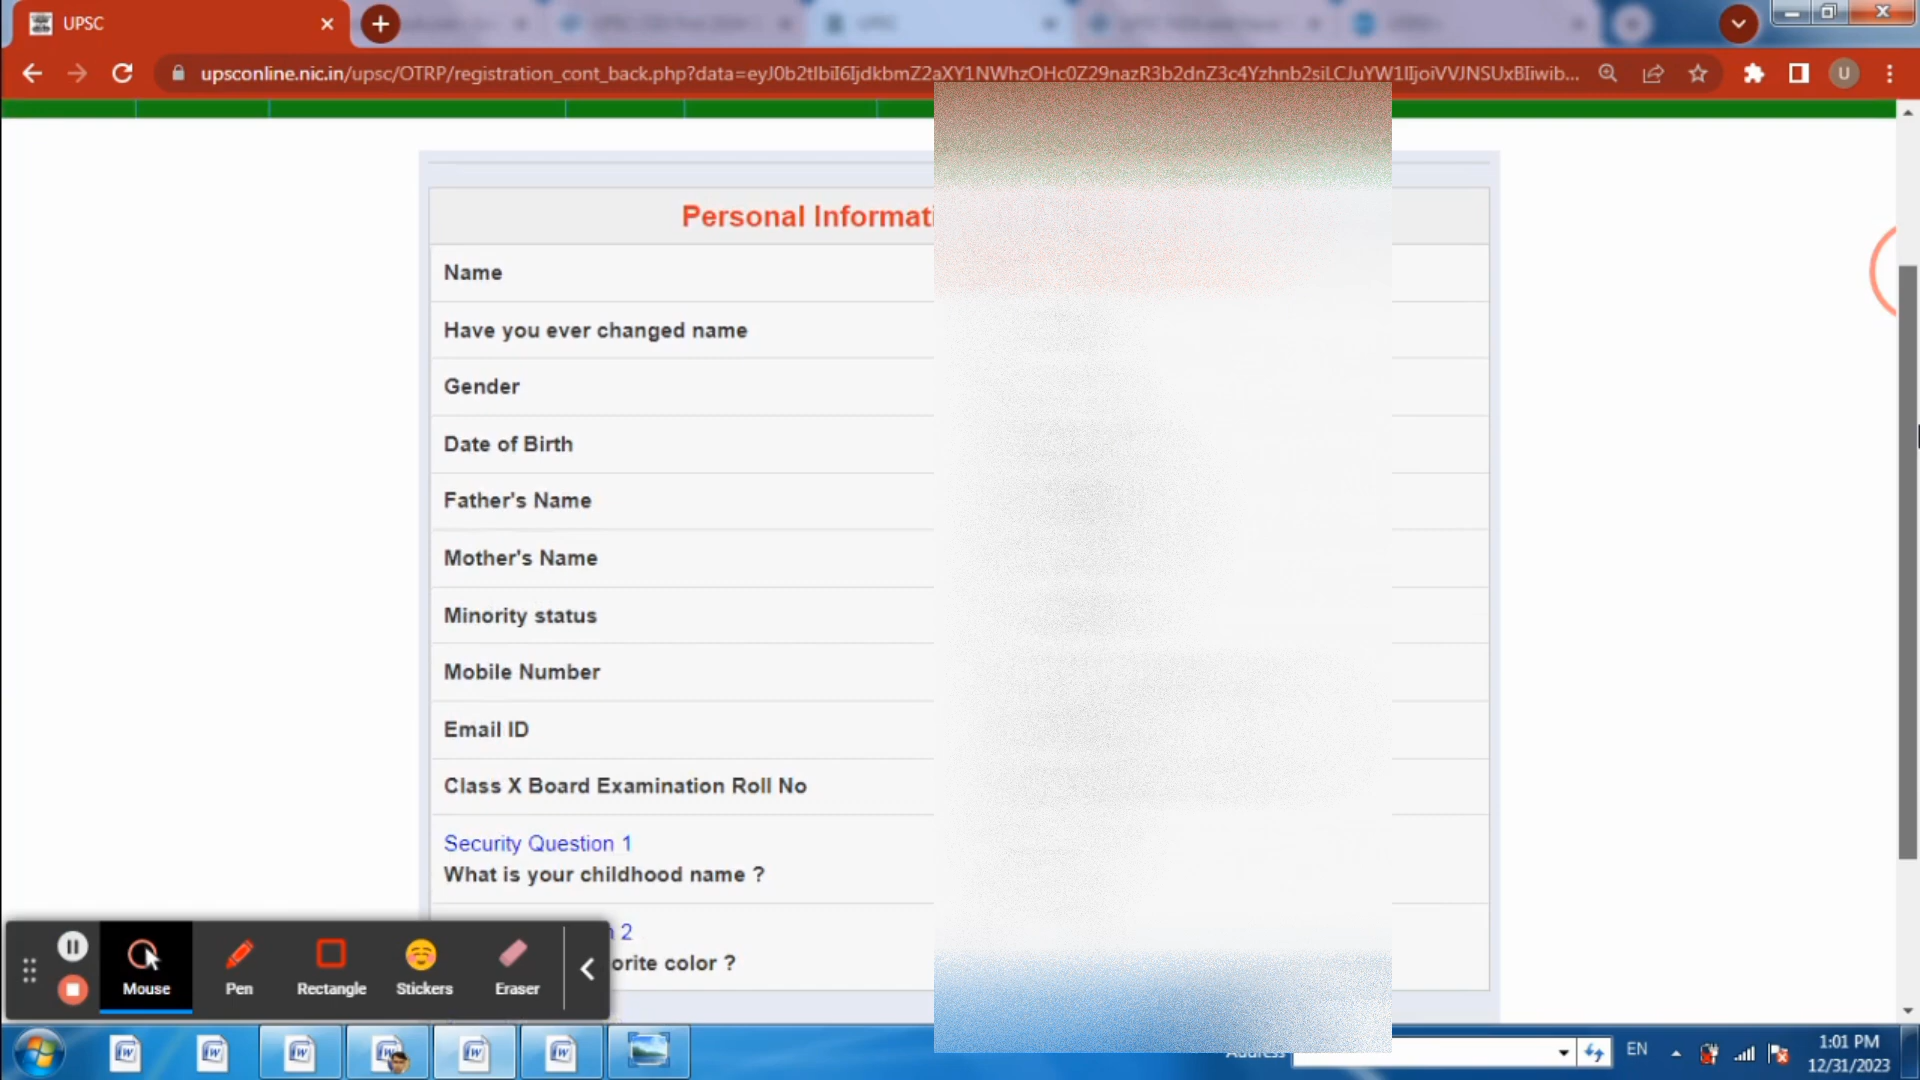 UPSC
upsconline.nic.in/upsc/OTRP/registration_cont_back.php?data=eyJ0b2tlbiI6IjdkbmZ2aXY1NWhzOHc0Z29nazR3b2dnZ3c4Yzhnb2siLCJuYW1lIjoiVVJNSUxBIiwib...
U
Personal Informati
Name
Have you ever changed name
Gender
Date of Birth
Father's Name
Mother's Name
Minority status
Mobile Number
Email ID
Class X Board Examination Roll No
Security Question 1
What is your childhood name ?
n 2
orite color ?
Mouse
Pen
Rectangle
Stickers
Eraser
Address
EN
1:01 PM
12/31/2023